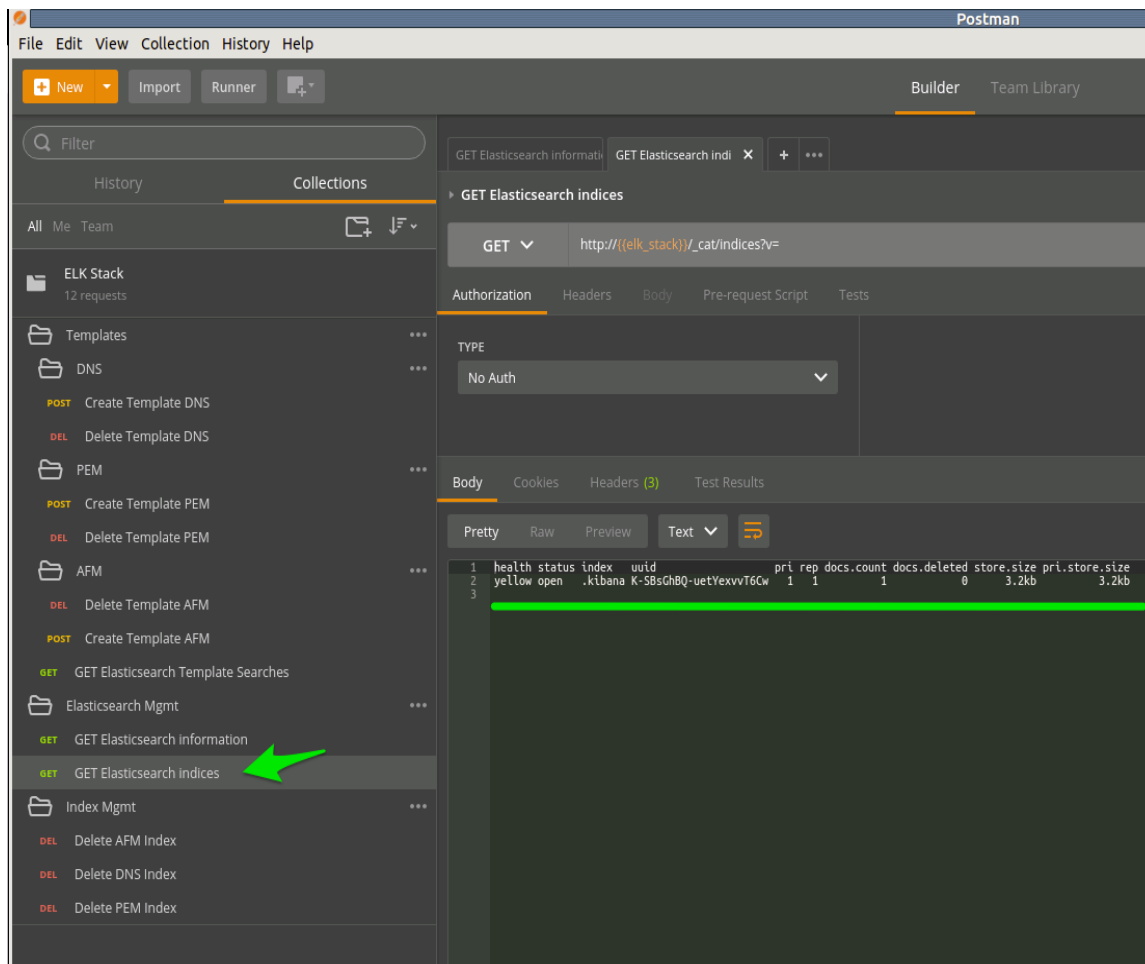 Postman
File Edit View Collection History Help
New Import Runner Builder Team Library
Filter
History Collections
All Me Team
ELK Stack
12 requests
Templates
DNS
POST Create Template DNS
DEL Delete Template DNS
PEM
POST Create Template PEM
DEL Delete Template PEM
AFM
DEL Delete Template AFM
POST Create Template AFM
GET GET Elasticsearch Template Searches
Elasticsearch Mgmt
GET GET Elasticsearch information
GET GET Elasticsearch indices
Index Mgmt
DEL Delete AFM Index
DEL Delete DNS Index
DEL Delete PEM Index
GET Elasticsearch informati GET Elasticsearch indi X + •••
GET Elasticsearch indices
GET http://{{elk_stack}}/_cat/indices?v=
Authorization Headers Body Pre-request Script Tests
TYPE
No Auth
Body Cookies Headers (3) Test Results
Pretty Raw Preview Text
1 health status index uuid pri rep docs.count docs.deleted store.size pri.store.size
2 yellow open .kibana K-SBsGhBQ-uetYexvvT6Cw 1 1 1 0 3.2kb 3.2kb
3